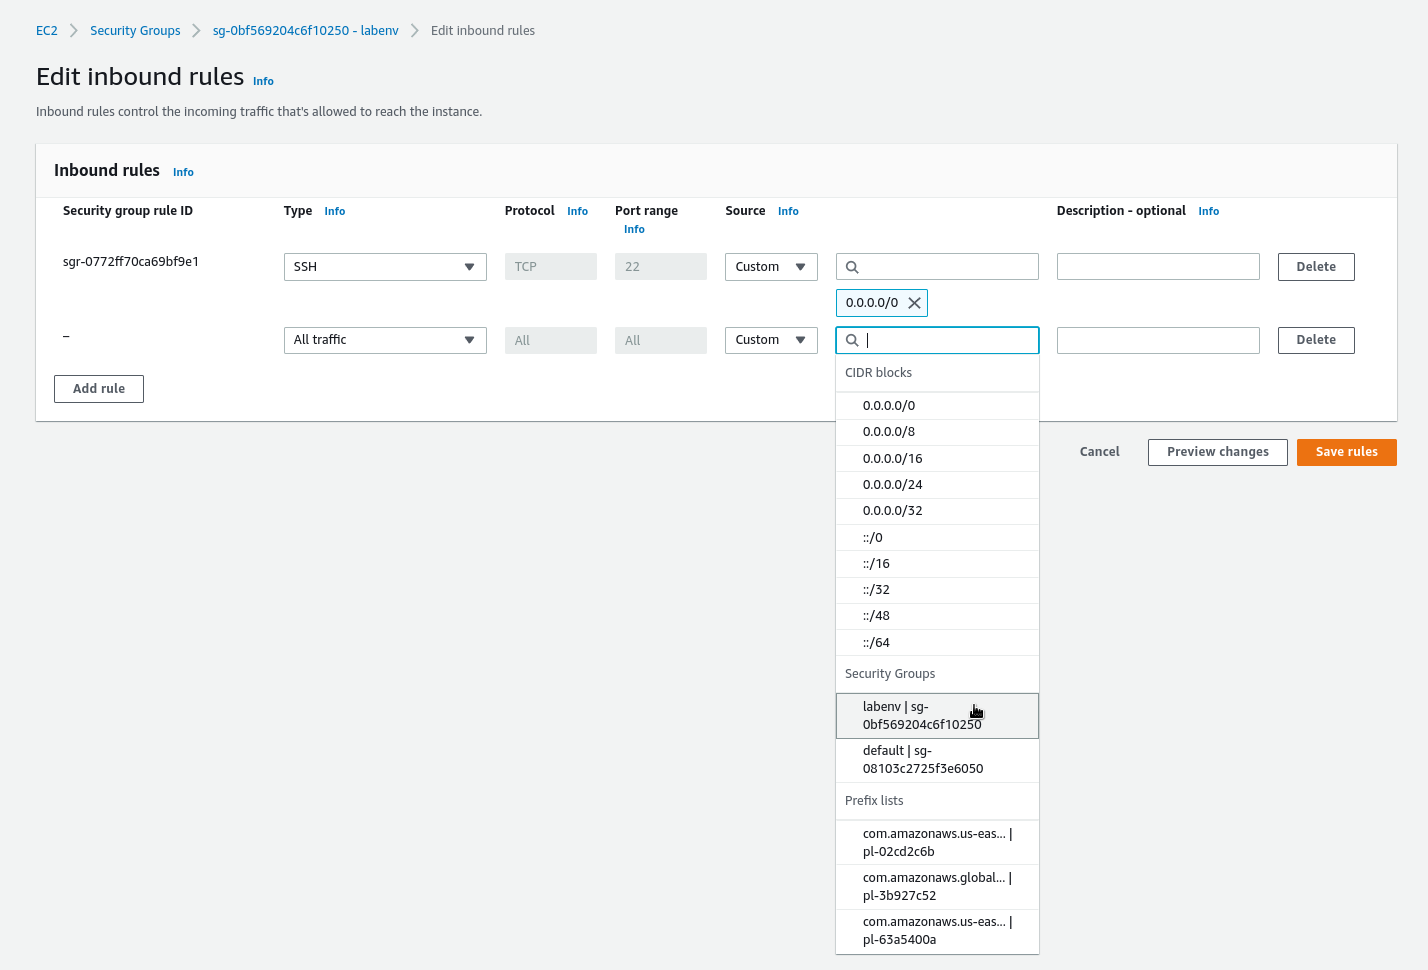 EC2 > Security Groups > sg-0bf569204c6f10250 - labenv > Edit inbound rules
Edit inbound rules Info
Inbound rules control the incoming traffic that's allowed to reach the instance.
Inbound rules Info
Security group rule ID Type Info Protocol Info Port range Info Source Info Description - optional Info
sgr-0772ff70ca69bf9e1 SSH TCP 22 Custom Delete
0.0.0.0/0
– All traffic All All Custom Delete
Add rule
CIDR blocks
0.0.0.0/0
0.0.0.0/8
Cancel Preview changes Save rules
0.0.0.0/16
0.0.0.0/24
0.0.0.0/32
::/0
::/16
::/32
::/48
::/64
Security Groups
labenv | sg-
0bf569204c6f10250
default | sg-
08103c2725f3e6050
Prefix lists
com.amazonaws.us-eas... |
pl-02cd2c6b
com.amazonaws.global... |
pl-3b927c52
com.amazonaws.us-eas... |
pl-63a5400a